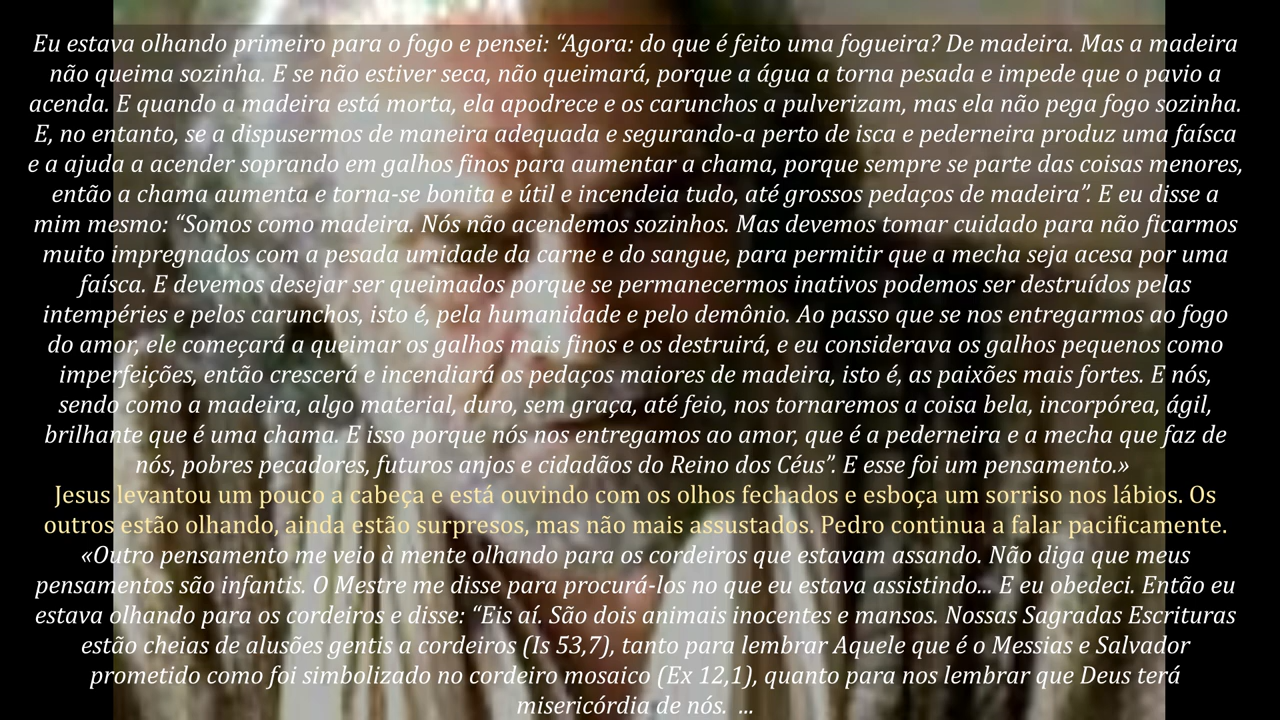 Eu estava olhando primeiro para o fogo e pensei: “Agora: do que é feito uma fogueira? De madeira. Mas a madeira
não queima sozinha. E se não estiver seca, não queimará, porque a água a torna pesada e impede que o pavio a
acenda. E quando a madeira está morta, ela apodrece e os carunchos a pulverizam, mas ela não pega fogo sozinha.
E, no entanto, se a dispusermos de maneira adequada e segurando-a perto de isca e pederneira produz uma faísca
e a ajuda a acender soprando em galhos finos para aumentar a chama, porque sempre se parte das coisas menores,
então a chama aumenta e torna-se bonita e útil e incendeia tudo, até grossos pedaços de madeira”. E eu disse a
mim mesmo: “Somos como madeira. Nós não acendemos sozinhos. Mas devemos tomar cuidado para não ficarmos
muito impregnados com a pesada umidade da carne e do sangue, para permitir que a mecha seja acesa por uma
faísca. E devemos desejar ser queimados porque se permanecermos inativos podemos ser destruídos pelas
intempéries e pelos carunchos, isto é, pela humanidade e pelo demônio. Ao passo que se nos entregarmos ao fogo
do amor, ele começará a queimar os galhos mais finos e os destruirá, e eu considerava os galhos pequenos como
imperfeições, então crescerá e incendiará os pedaços maiores de madeira, isto é, as paixões mais fortes. E nós,
sendo como a madeira, algo material, duro, sem graça, até feio, nos tornaremos a coisa bela, incorpórea, ágil,
brilhante que é uma chama. E isso porque nós nos entregamos ao amor, que é a pederneira e a mecha que faz de
nós, pobres pecadores, futuros anjos e cidadãos do Reino dos Céus”. E esse foi um pensamento.»
Jesus levantou um pouco a cabeça e está ouvindo com os olhos fechados e esboça um sorriso nos lábios. Os
outros estão olhando, ainda estão surpresos, mas não mais assustados. Pedro continua a falar pacificamente.
«Outro pensamento me veio à mente olhando para os cordeiros que estavam assando. Não diga que meus
pensamentos são infantis. O Mestre me disse para procurá-los no que eu estava assistindo... E eu obedeci. Então eu
estava olhando para os cordeiros e disse: “Eis aí. São dois animais inocentes e mansos. Nossas Sagradas Escrituras
estão cheias de alusões gentis a cordeiros (Is 53,7), tanto para lembrar Aquele que é o Messias e Salvador
prometido como foi simbolizado no cordeiro mosaico (Ex 12,1), quanto para nos lembrar que Deus terá
misericórdia de nós. ...